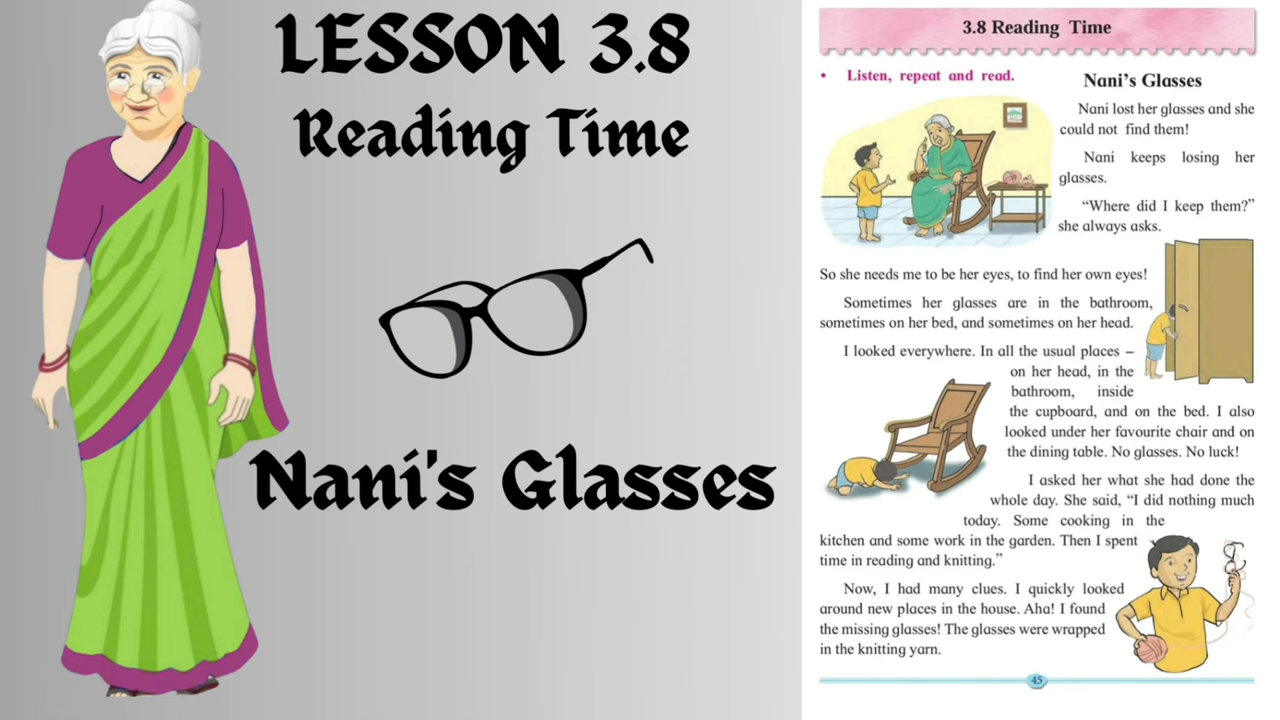 LESSON 3.8
Reading Time
Nani's Glasses
3.8 Reading Time
• Listen, repeat and read.
Nani's Glasses
Nani lost her glasses and she
could not find them!
Nani keeps losing her
glasses.
“Where did I keep them?”
she always asks.
So she needs me to be her eyes, to find her own eyes!
Sometimes her glasses are in the bathroom,
sometimes on her bed, and sometimes on her head.
I looked everywhere. In all the usual places –
on her head, in the
bathroom, inside
the cupboard, and on the bed. I also
looked under her favourite chair and on
the dining table. No glasses. No luck!
I asked her what she had done the
whole day. She said, “I did nothing much
today. Some cooking in the
kitchen and some work in the garden. Then I spent
time in reading and knitting.”
Now, I had many clues. I quickly looked
around new places in the house. Aha! I found
the missing glasses! The glasses were wrapped
in the knitting yarn.
45